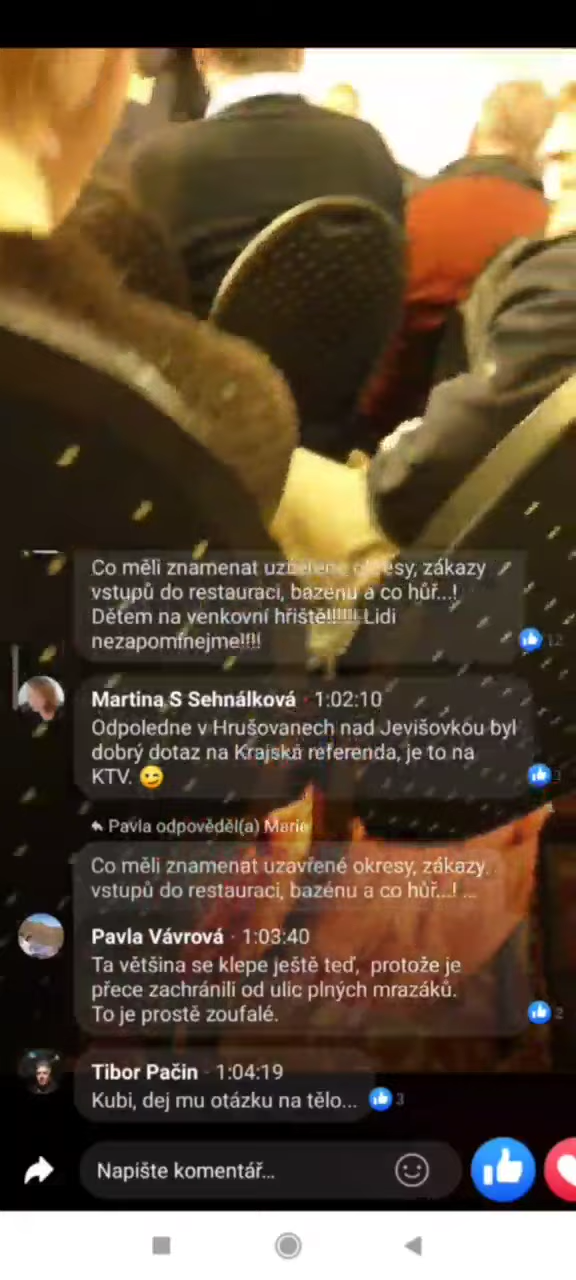 Co měli znamenat uzavřené okresy, zákazy
vstupů do restaurací, bazénu a co hůř...!
Dětem na venkovní hřiště!!!!!! Lidi
nezapomínejme!!!!
12
Martina S Sehnálková · 1:02:10
Odpoledne v Hrušovanech nad Jevišovkou byl
dobrý dotaz na Krajská referenda, je to na
KTV. 😉
Pavla odpověděl(a) Marie
Co měli znamenat uzavřené okresy, zákazy
vstupů do restaurací, bazénu a co hůř...! ...
Pavla Vávrová · 1:03:40
Ta většina se klepe ještě teď, protože je
přece zachránili od ulic plných mrazáků.
To je prostě zoufalé.
2
Tibor Pačin · 1:04:19
Kubi, dej mu otázku na tělo...
3
Napište komentář...